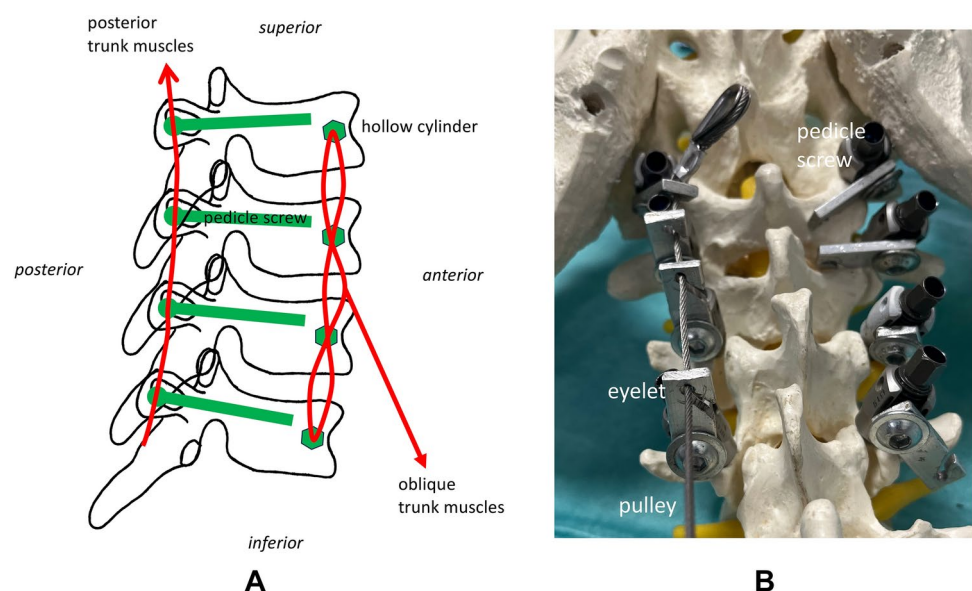 posterior
trunk muscles
superior
hollow cylinder
pedicle screw
posterior
anterior
oblique
trunk muscles
inferior
A
pedicle
screw
eyelet
pulley
B